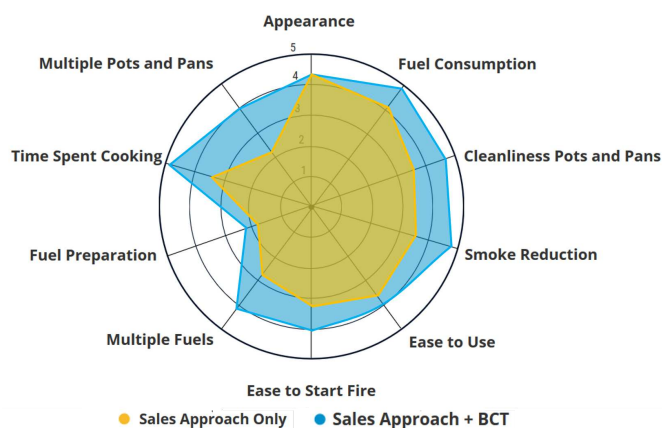 Appearance
5
Multiple Pots and Pans
Fuel Consumption
4
3
Time Spent Cooking
Cleanliness Pots and Pans
2
1
Fuel Preparation
Smoke Reduction
Multiple Fuels
Ease to Use
Ease to Start Fire
Sales Approach Only
Sales Approach + BCT